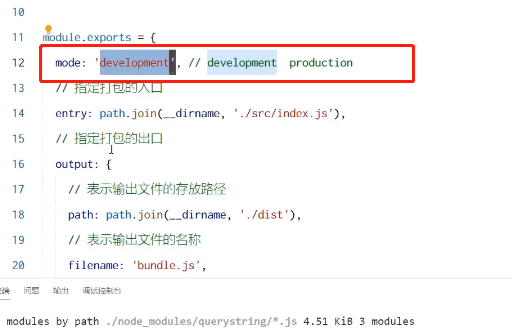 10
11 module.exports = {
12 mode: 'development', // development production
13 // 指定打包的入口
14 entry: path.join(__dirname, './src/index.js'),
15 // 指定打包的出口
16 output: {
17 // 表示输出文件的存放路径
18 path: path.join(__dirname, './dist'),
19 // 表示输出文件的名称
20 filename: 'bundle.js',
问题 输出 调试控制台
modules by path ./node_modules/querystring/*.js 4.51 KiB 3 modules